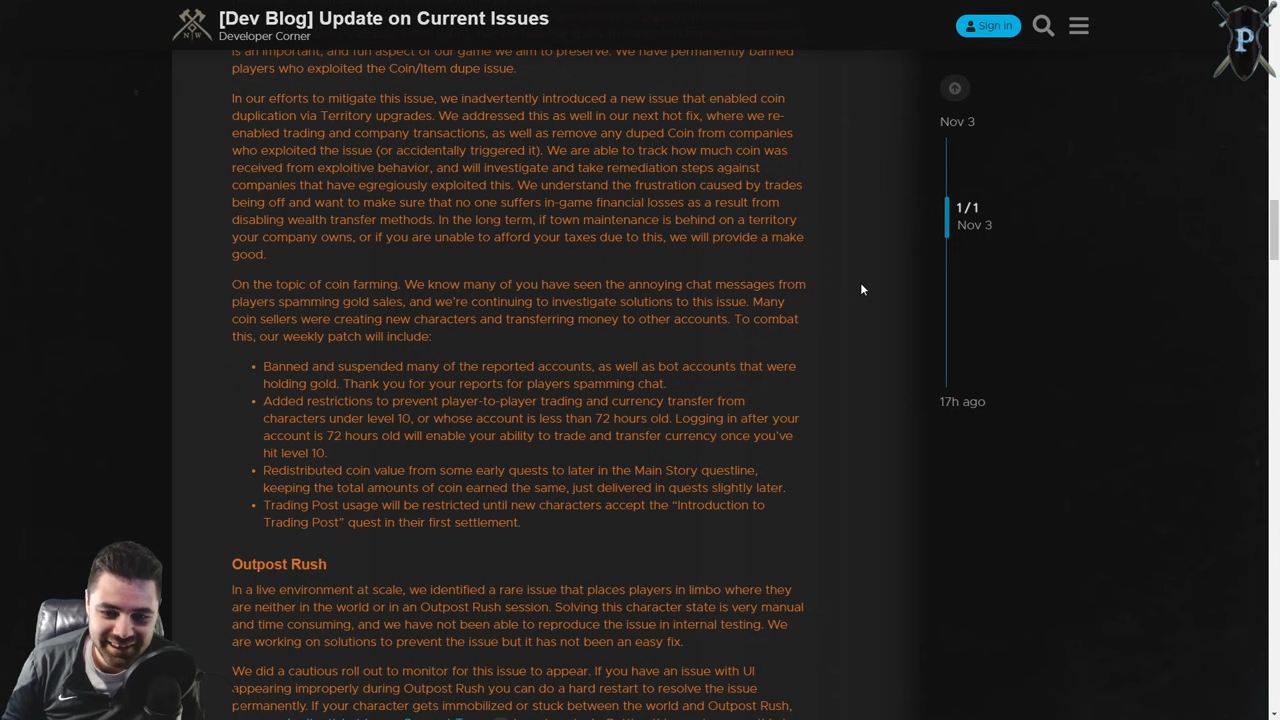 [Dev Blog] Update on Current Issues
Developer Corner
Sign in
N W
P
is an important, and fun aspect of our game we aim to preserve. We have permanently banned
players who exploited the Coin/Item dupe issue.
In our efforts to mitigate this issue, we inadvertently introduced a new issue that enabled coin
duplication via Territory upgrades. We addressed this as well in our next hot fix, where we re-
enabled trading and company transactions, as well as remove any duped Coin from companies
who exploited the issue (or accidentally triggered it). We are able to track how much coin was
received from exploitive behavior, and will investigate and take remediation steps against
companies that have egregiously exploited this. We understand the frustration caused by trades
being off and want to make sure that no one suffers in-game financial losses as a result from
disabling wealth transfer methods. In the long term, if town maintenance is behind on a territory
your company owns, or if you are unable to afford your taxes due to this, we will provide a make
good.
On the topic of coin farming. We know many of you have seen the annoying chat messages from
players spamming gold sales, and we're continuing to investigate solutions to this issue. Many
coin sellers were creating new characters and transferring money to other accounts. To combat
this, our weekly patch will include:
• Banned and suspended many of the reported accounts, as well as bot accounts that were
holding gold. Thank you for your reports for players spamming chat.
• Added restrictions to prevent player-to-player trading and currency transfer from
characters under level 10, or whose account is less than 72 hours old. Logging in after your
account is 72 hours old will enable your ability to trade and transfer currency once you've
hit level 10.
• Redistributed coin value from some early quests to later in the Main Story questline,
keeping the total amounts of coin earned the same, just delivered in quests slightly later.
• Trading Post usage will be restricted until new characters accept the "Introduction to
Trading Post" quest in their first settlement.
Outpost Rush
In a live environment at scale, we identified a rare issue that places players in limbo where they
are neither in the world or in an Outpost Rush session. Solving this character state is very manual
and time consuming, and we have not been able to reproduce the issue in internal testing. We
are working on solutions to prevent the issue but it has not been an easy fix.
We did a cautious roll out to monitor for this issue to appear. If you have an issue with UI
appearing improperly during Outpost Rush you can do a hard restart to resolve the issue
permanently. If your character gets immobilized or stuck between the world and Outpost Rush,
Nov 3
1 / 1
Nov 3
17h ago